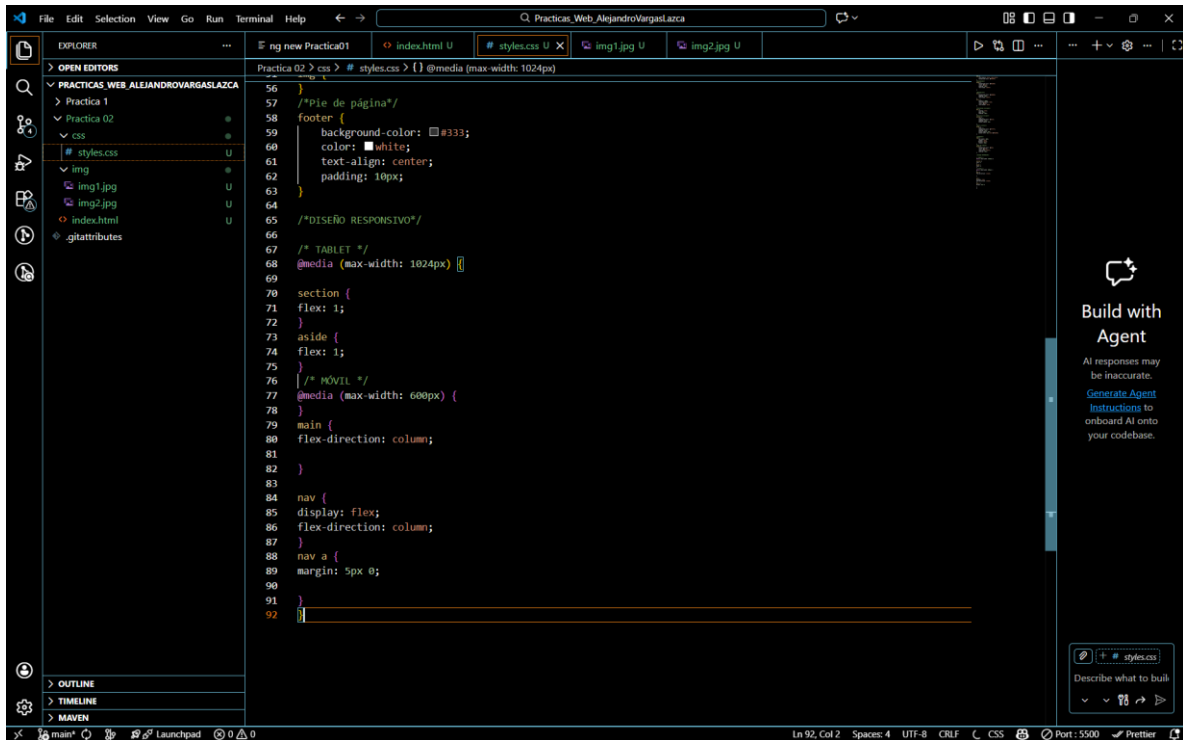 File Edit Selection View Go Run Terminal Help
Practicas_Web_AlejandroVargasLazca
EXPLORER
OPEN EDITORS
PRACTICAS_WEB_ALEJANDROVARGASLAZCA
Practica 1
Practica 02
css
# styles.css U
img
img1.jpg U
img2.jpg U
index.html U
.gitattributes
ng new Practica01
index.html U
# styles.css U
img1.jpg U
img2.jpg U
Practica 02 > css > # styles.css > { } @media (max-width: 1024px)
56 }
57 /*Pie de página*/
58 footer {
59 background-color: #333;
60 color: white;
61 text-align: center;
62 padding: 10px;
63 }
64
65 /*DISEÑO RESPONSIVO*/
66
67 /* TABLET */
68 @media (max-width: 1024px) {
69
70 section {
71 flex: 1;
72 }
73 aside {
74 flex: 1;
75 }
76 /* MÓVIL */
77 @media (max-width: 600px) {
78 }
79 main {
80 flex-direction: column;
81
82 }
83
84 nav {
85 display: flex;
86 flex-direction: column;
87 }
88 nav a {
89 margin: 5px 0;
90
91 }
92 }
Build with
Agent
AI responses may
be inaccurate.
Generate Agent
Instructions to
onboard AI onto
your codebase.
+ # styles.css
Describe what to buil
OUTLINE
TIMELINE
MAVEN
main* Launchpad 0 0
Ln 92, Col 2 Spaces: 4 UTF-8 CRLF CSS Port : 5500 Prettier